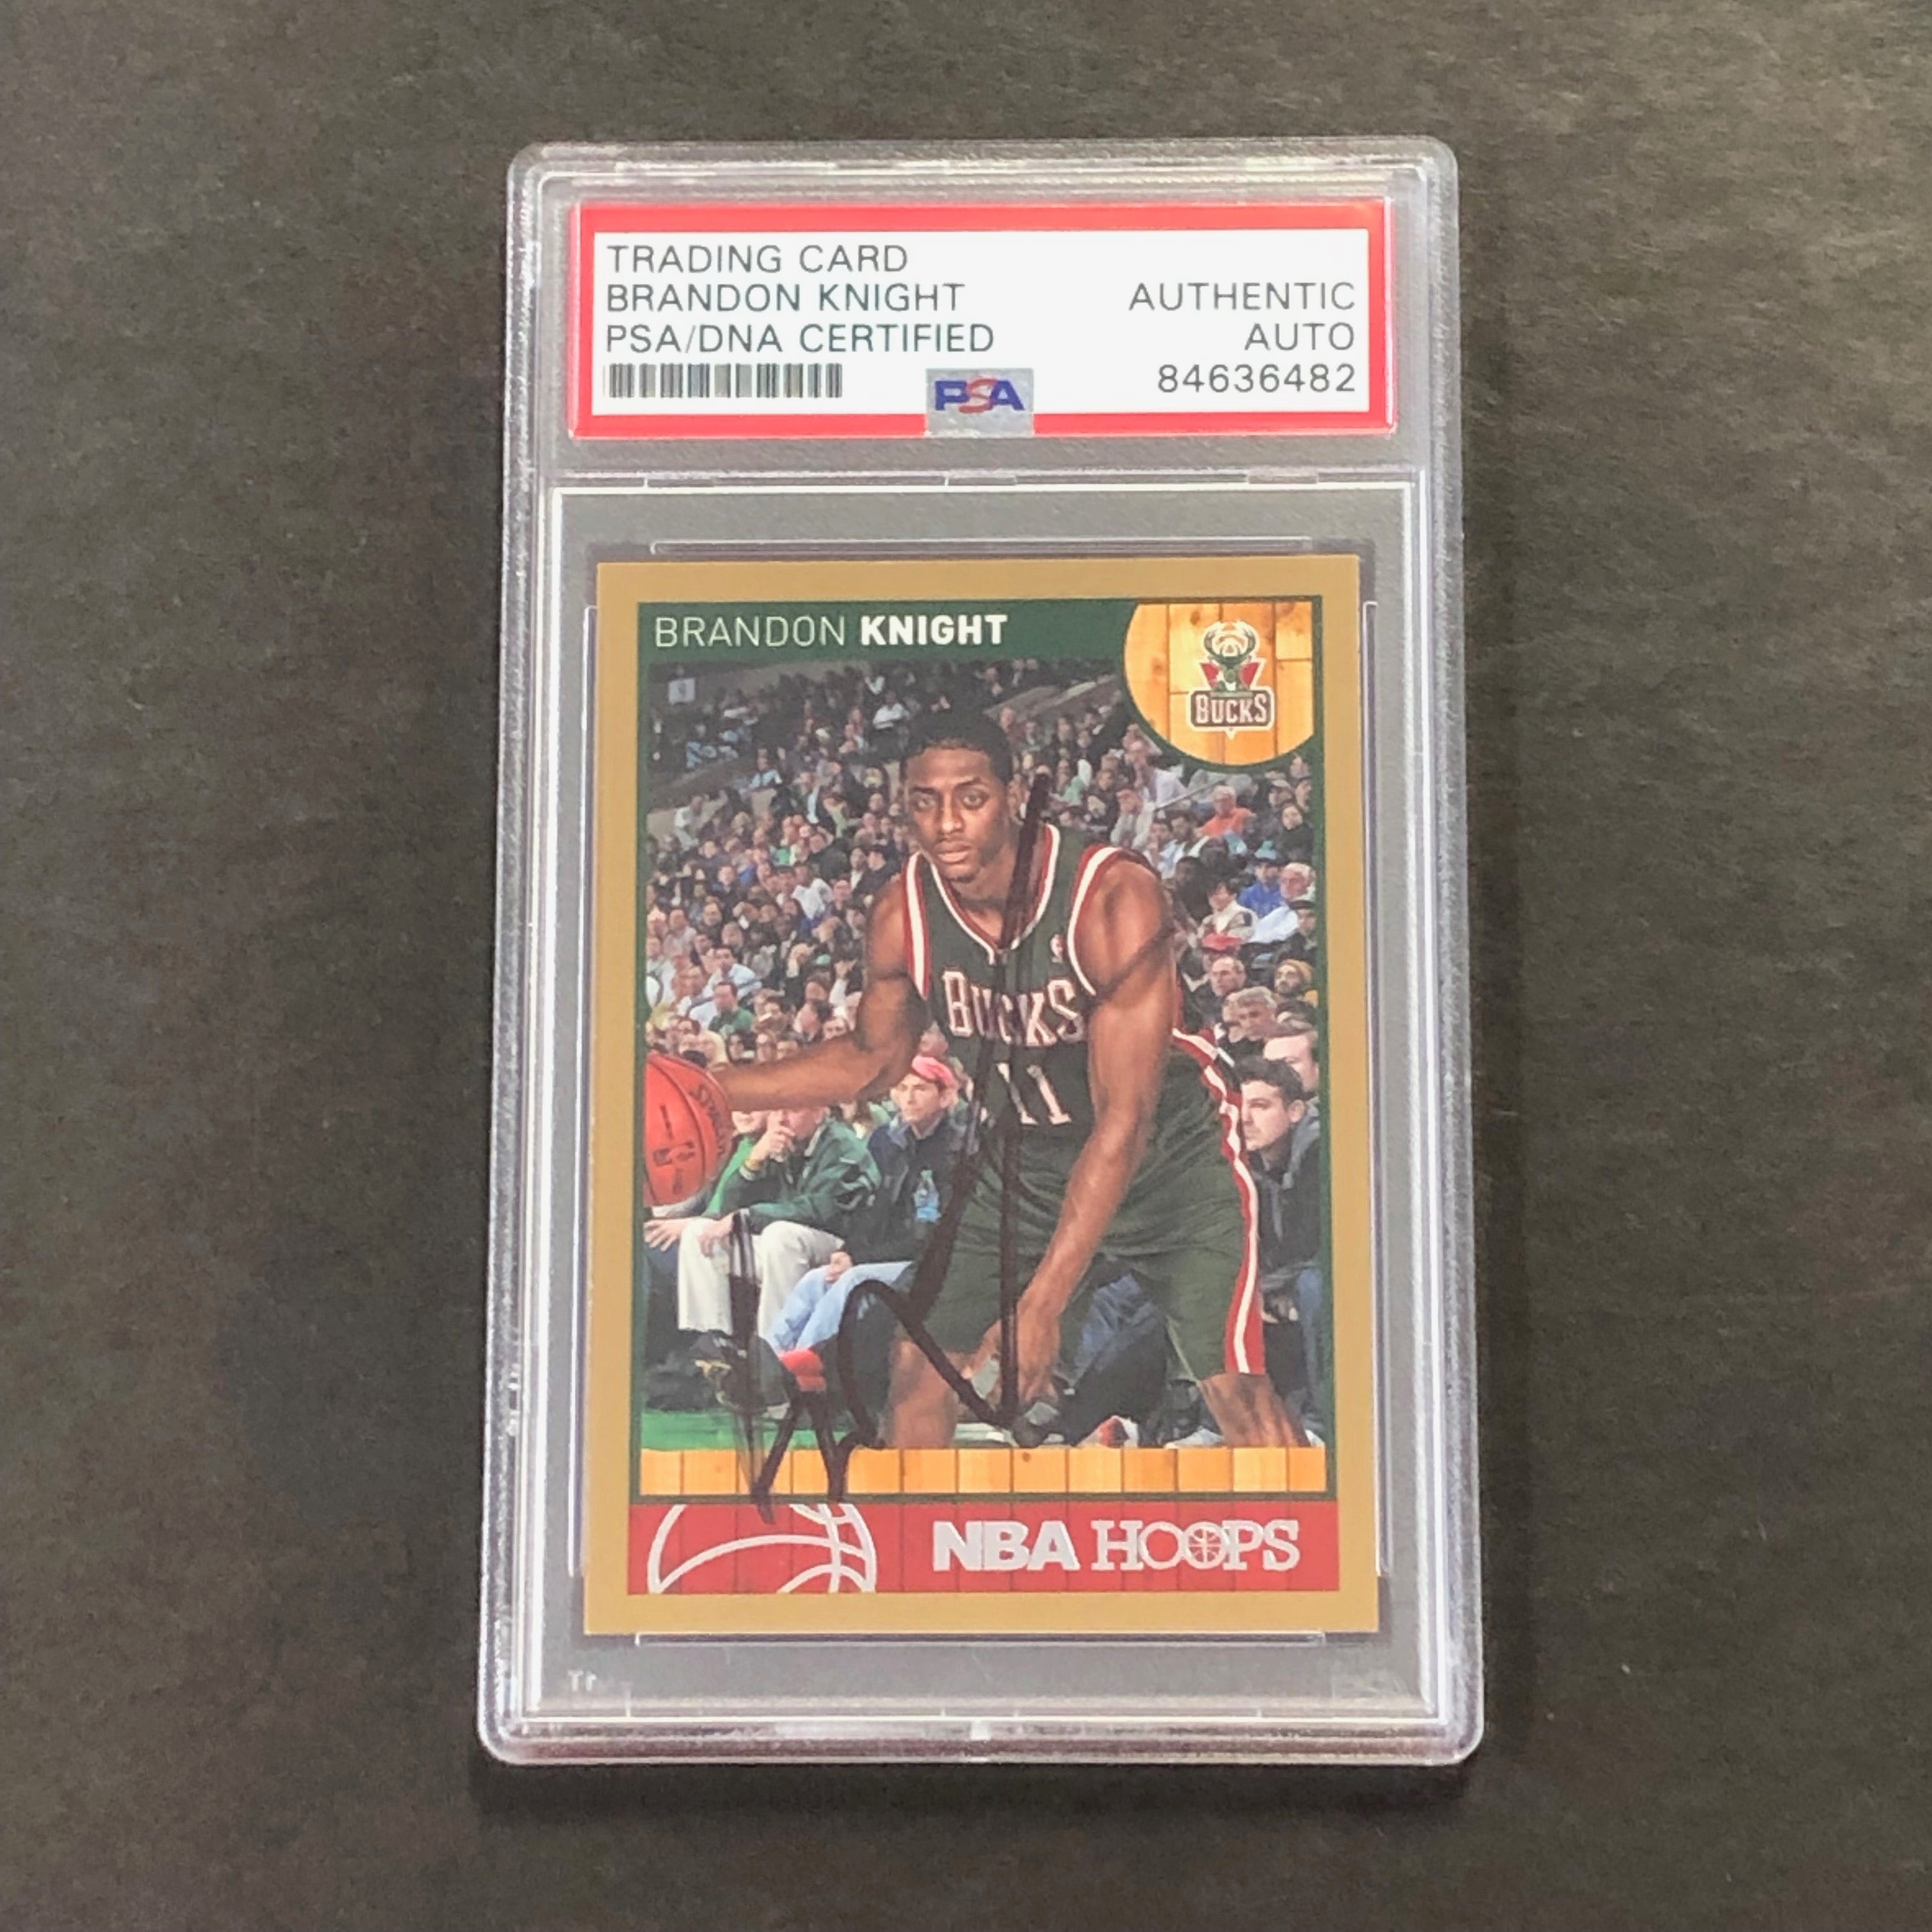 TRADING CARD
BRANDON KNIGHT
PSA/DNA CERTIFIED
AUTHENTIC
AUTO
84636482
PSA
BRANDON KNIGHT
BUCKS
BUCKS
11
NBA HOOPS